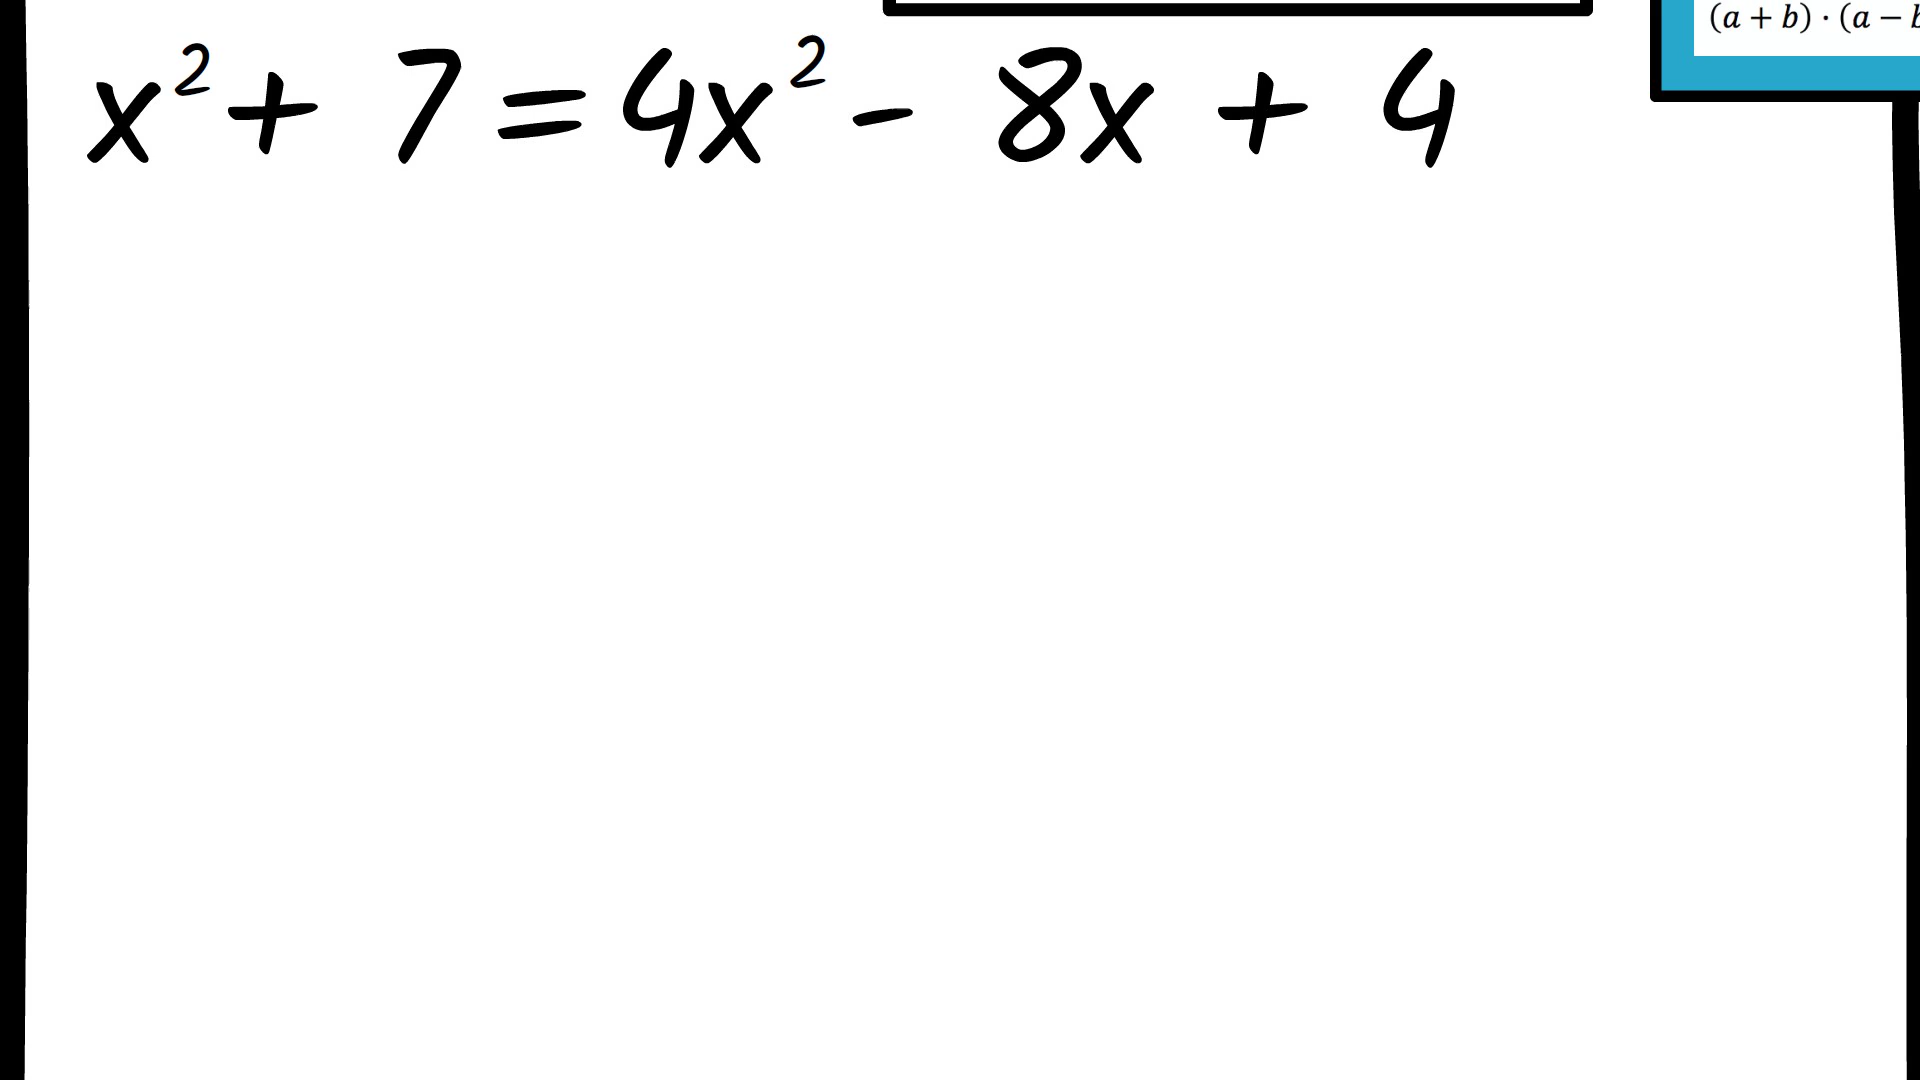 (a + b) · (a −
x² + 7 = 4x² - 8x + 4